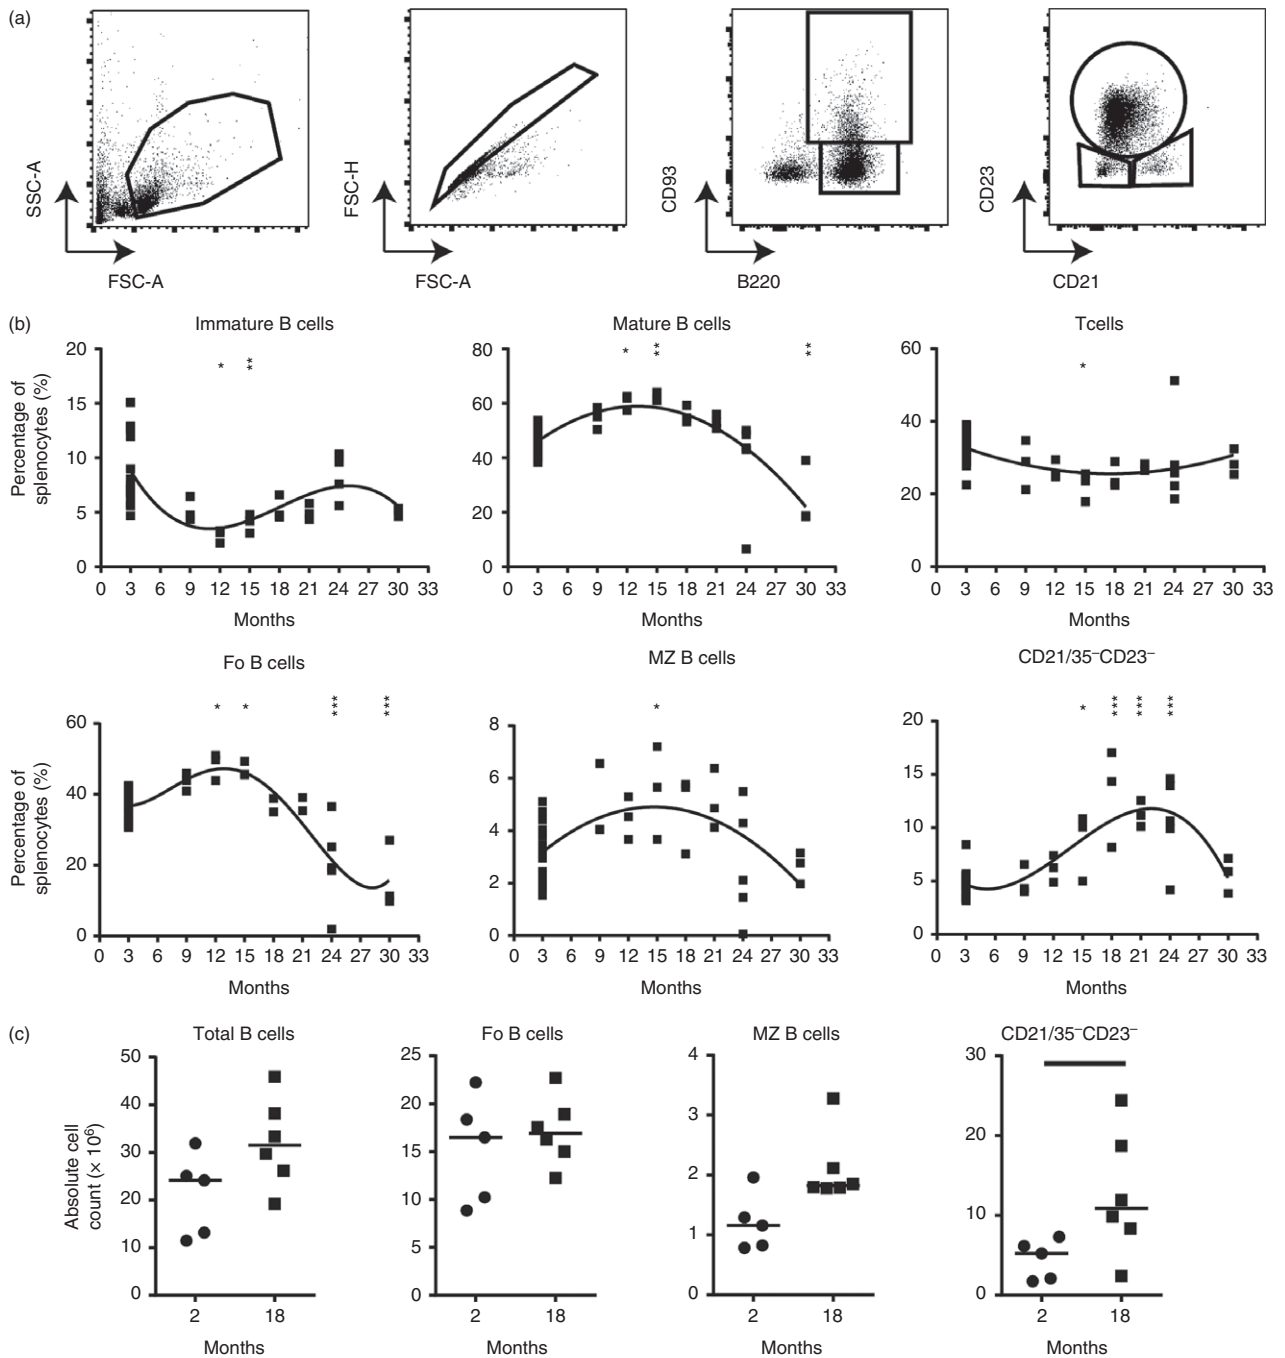 (a)
SSC-A
FSC-A
FSC-H
FSC-A
CD93
B220
CD23
CD21
(b)
Immature B cells
Percentage of
splenocytes (%)
20
15
10
5
0
* **
0 3 6 9 12 15 18 21 24 27 30 33
Months
Mature B cells
80
60
40
20
0
* ** **
0 3 6 9 12 15 18 21 24 27 30 33
Months
Tcells
60
40
20
0
*
0 3 6 9 12 15 18 21 24 27 30 33
Months
Fo B cells
Percentage of
splenocytes (%)
60
40
20
0
* * *** ***
0 3 6 9 12 15 18 21 24 27 30 33
Months
MZ B cells
8
6
4
2
0
*
0 3 6 9 12 15 18 21 24 27 30 33
Months
CD21/35⁻CD23⁻
20
15
10
5
0
* *** *** ***
0 3 6 9 12 15 18 21 24 27 30 33
Months
(c)
Total B cells
Absolute cell
count (× 10⁶)
50
40
30
20
10
0
2 18
Months
Fo B cells
25
20
15
10
5
0
2 18
Months
MZ B cells
4
3
2
1
0
2 18
Months
CD21/35⁻CD23⁻
30
20
10
0
2 18
Months